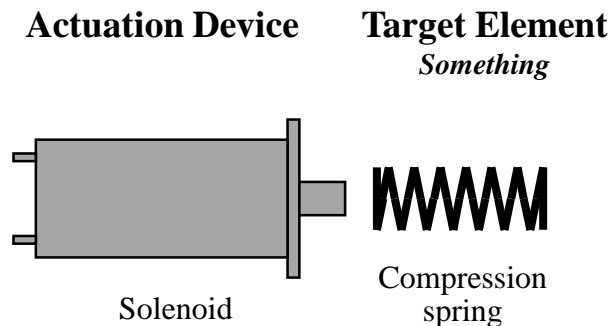 Actuation Device
Target Element
Something
Solenoid
Compression
spring